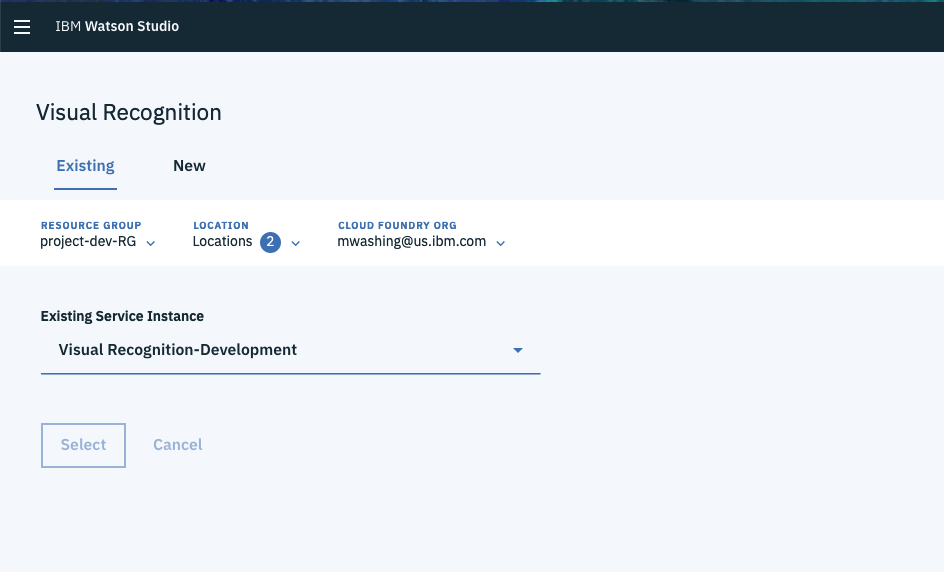 IBM Watson Studio
Visual Recognition
Existing New
RESOURCE GROUP LOCATION CLOUD FOUNDRY ORG
project-dev-RG Locations 2 mwashing@us.ibm.com
Existing Service Instance
Visual Recognition-Development
Select Cancel